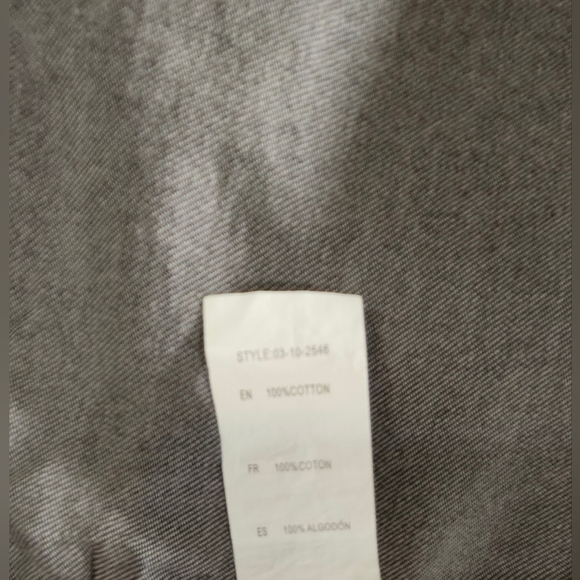 STYLE:03-10-2546
EN 100%COTTON
FR 100%COTON
ES 100% ALGODÓN